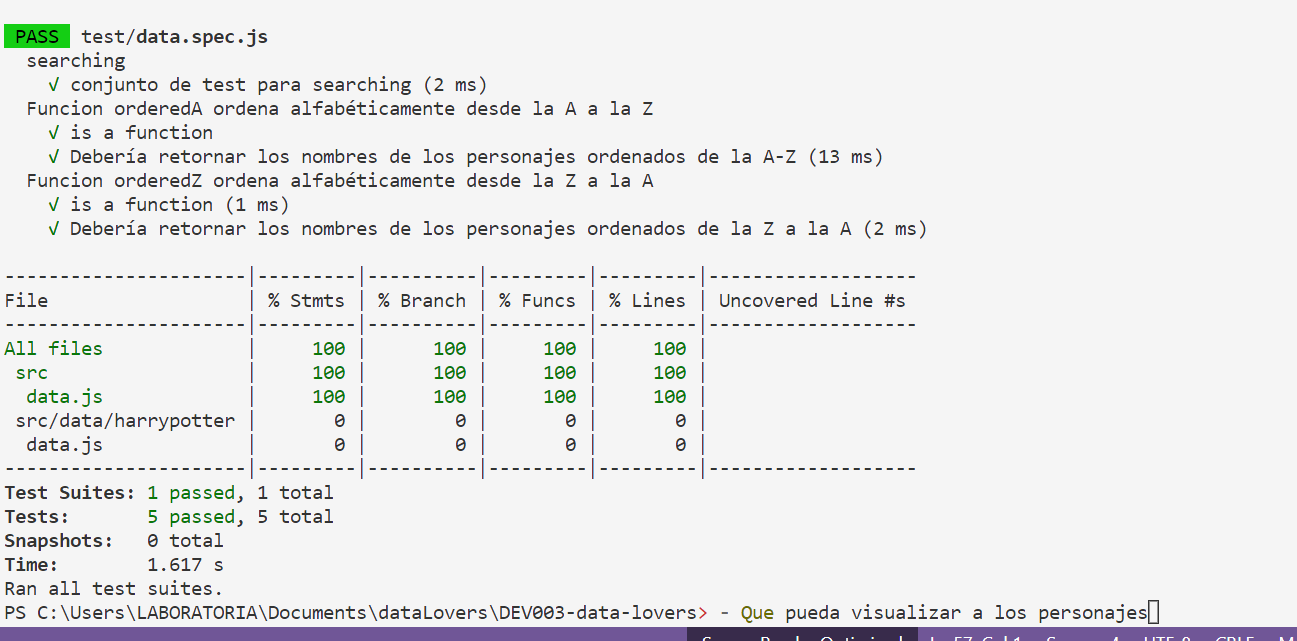 PASS test/data.spec.js
searching
√ conjunto de test para searching (2 ms)
Funcion orderedA ordena alfabéticamente desde la A a la Z
√ is a function
√ Debería retornar los nombres de los personajes ordenados de la A-Z (13 ms)
Funcion orderedZ ordena alfabéticamente desde la Z a la A
√ is a function (1 ms)
√ Debería retornar los nombres de los personajes ordenados de la Z a la A (2 ms)
----------------------|---------|----------|---------|---------|-------------------
File | % Stmts | % Branch | % Funcs | % Lines | Uncovered Line #s
----------------------|---------|----------|---------|---------|-------------------
All files | 100 | 100 | 100 | 100 |
src | 100 | 100 | 100 | 100 |
data.js | 100 | 100 | 100 | 100 |
src/data/harrypotter | 0 | 0 | 0 | 0 |
data.js | 0 | 0 | 0 | 0 |
----------------------|---------|----------|---------|---------|-------------------
Test Suites: 1 passed, 1 total
Tests: 5 passed, 5 total
Snapshots: 0 total
Time: 1.617 s
Ran all test suites.
PS C:\Users\LABORATORIA\Documents\dataLovers\DEV003-data-lovers> - Que pueda visualizar a los personajes